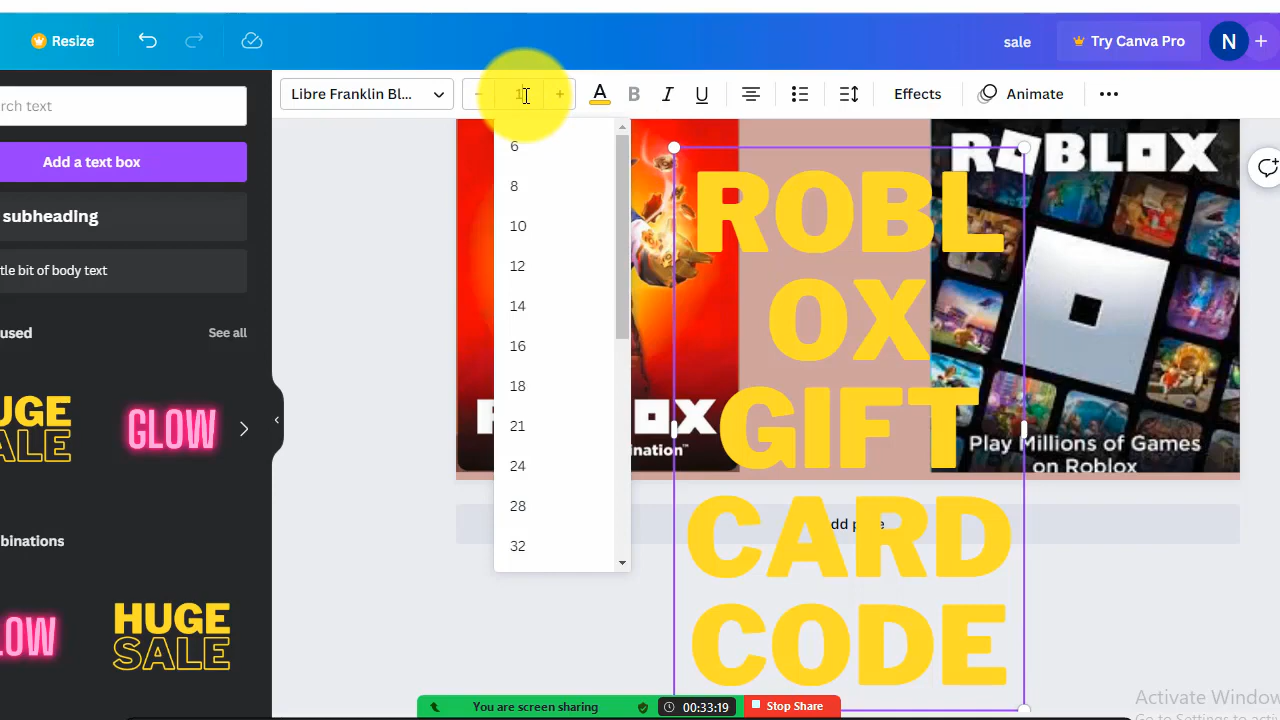 Resize
sale
Try Canva Pro
N
rch text
Libre Franklin Bl...
1
A
B
I
U
Effects
Animate
Add a text box
subheading
tle bit of body text
used
See all
UGE
ALE
GLOW
binations
LOW
HUGE
SALE
6
8
10
12
14
16
18
21
24
28
32
OX
ination™
ROBLOX
Play Millions of Games
on Roblox
ROBL
OX
GIFT
CARD
CODE
You are screen sharing
00:33:19
Stop Share
Activate Window